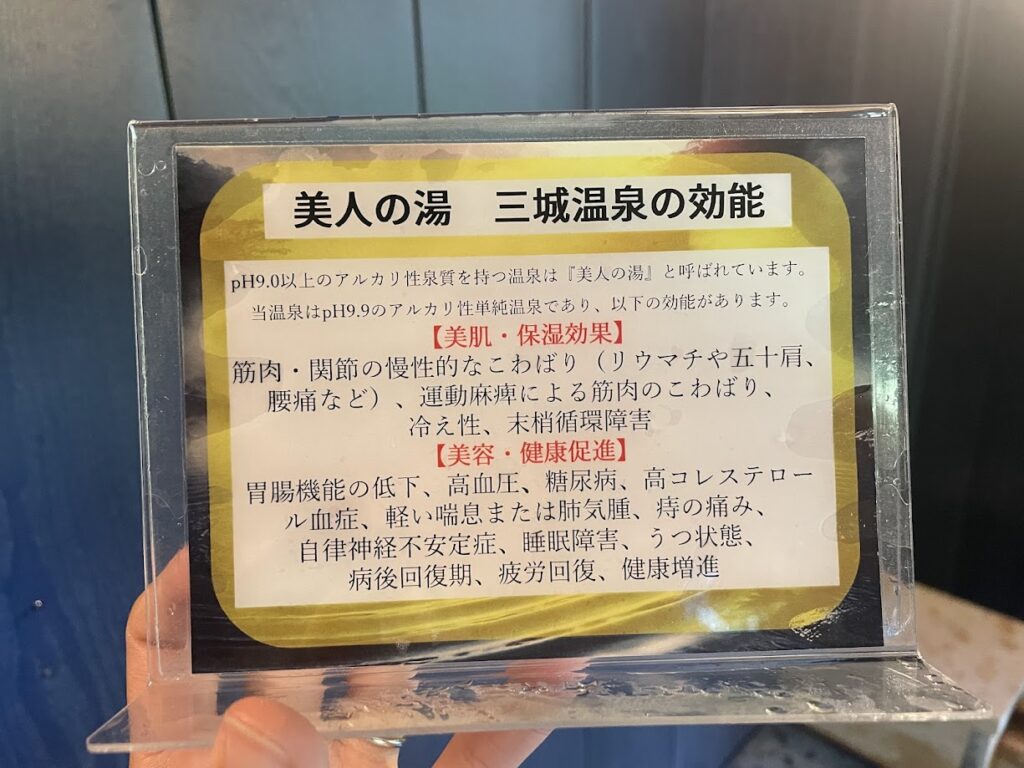 美人の湯　三城温泉の効能
pH9.0以上のアルカリ性泉質を持つ温泉は『美人の湯』と呼ばれています。
当温泉はpH9.9のアルカリ性単純温泉であり、以下の効能があります。
【美肌・保湿効果】
筋肉・関節の慢性的なこわばり（リウマチや五十肩、
腰痛など）、運動麻痺による筋肉のこわばり、
冷え性、末梢循環障害
【美容・健康促進】
胃腸機能の低下、高血圧、糖尿病、高コレステロー
ル血症、軽い喘息または肺気腫、痔の痛み、
自律神経不安定症、睡眠障害、うつ状態、
病後回復期、疲労回復、健康増進